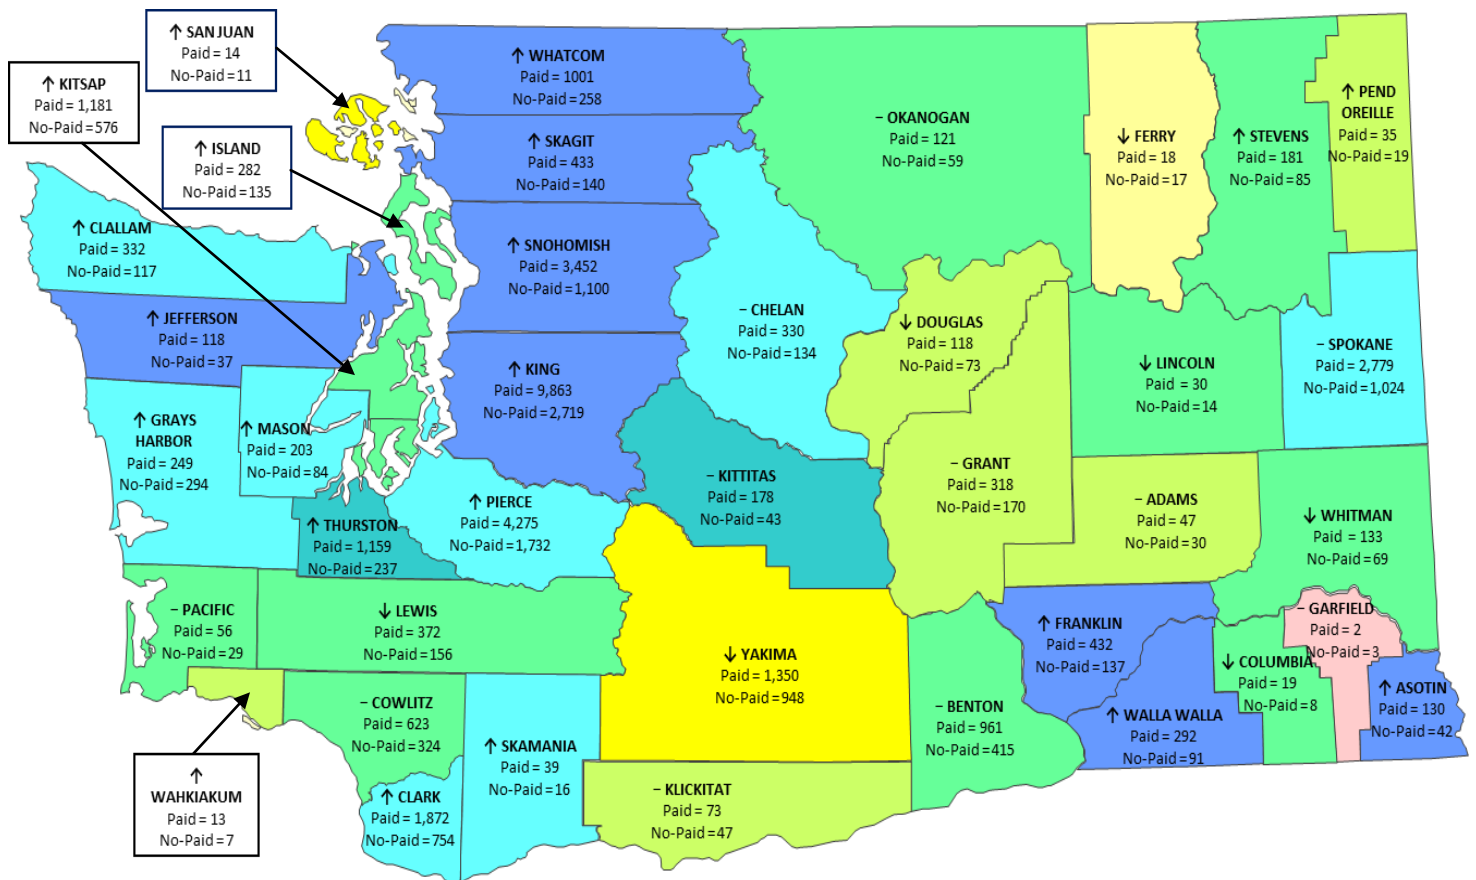 ↑ SAN JUAN
Paid = 14
No-Paid = 11
↑ KITSAP
Paid = 1,181
No-Paid = 576
↑ ISLAND
Paid = 282
No-Paid = 135
↑ WHATCOM
Paid = 1001
No-Paid = 258
↑ SKAGIT
Paid = 433
No-Paid = 140
↑ SNOHOMISH
Paid = 3,452
No-Paid = 1,100
↑ KING
Paid = 9,863
No-Paid = 2,719
– OKANOGAN
Paid = 121
No-Paid = 59
↓ FERRY
Paid = 18
No-Paid = 17
↑ STEVENS
Paid = 181
No-Paid = 85
↑ PEND
OREILLE
Paid = 35
No-Paid = 19
↑ CLALLAM
Paid = 332
No-Paid = 117
↑ JEFFERSON
Paid = 118
No-Paid = 37
↑ GRAYS
HARBOR
Paid = 249
No-Paid = 294
↑ MASON
Paid = 203
No-Paid = 84
↑ THURSTON
Paid = 1,159
No-Paid = 237
↑ PIERCE
Paid = 4,275
No-Paid = 1,732
– CHELAN
Paid = 330
No-Paid = 134
↓ DOUGLAS
Paid = 118
No-Paid = 73
↓ LINCOLN
Paid = 30
No-Paid = 14
– SPOKANE
Paid = 2,779
No-Paid = 1,024
– KITTITAS
Paid = 178
No-Paid = 43
– GRANT
Paid = 318
No-Paid = 170
– ADAMS
Paid = 47
No-Paid = 30
↓ WHITMAN
Paid = 133
No-Paid = 69
– PACIFIC
Paid = 56
No-Paid = 29
↓ LEWIS
Paid = 372
No-Paid = 156
↓ YAKIMA
Paid = 1,350
No-Paid = 948
– BENTON
Paid = 961
No-Paid = 415
↑ FRANKLIN
Paid = 432
No-Paid = 137
↑ WALLA WALLA
Paid = 292
No-Paid = 91
↓ COLUMBIA
Paid = 19
No-Paid = 8
– GARFIELD
Paid = 2
No-Paid = 3
↑ ASOTIN
Paid = 130
No-Paid = 42
↑
WAHKIAKUM
Paid = 13
No-Paid = 7
– COWLITZ
Paid = 623
No-Paid = 324
↑ CLARK
Paid = 1,872
No-Paid = 754
↑ SKAMANIA
Paid = 39
No-Paid = 16
– KLICKITAT
Paid = 73
No-Paid = 47